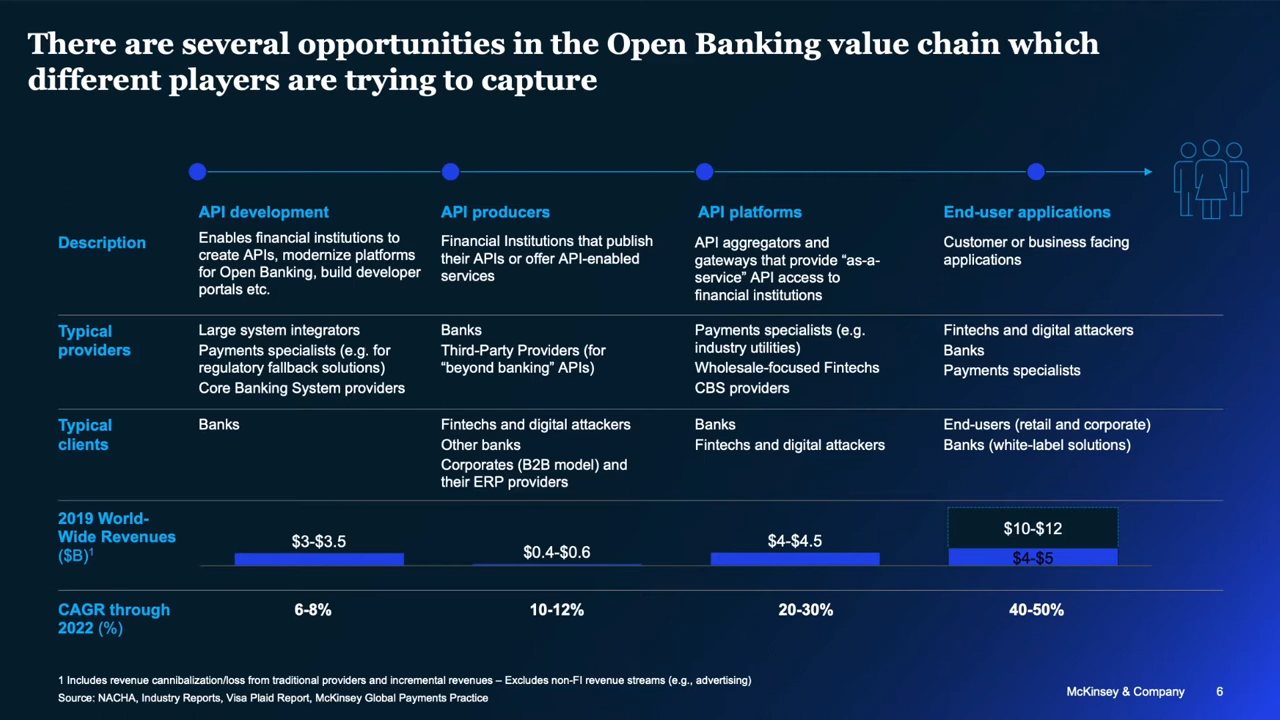 There are several opportunities in the Open Banking value chain which
different players are trying to capture
API development
API producers
API platforms
End-user applications
Description
Enables financial institutions to
create APIs, modernize platforms
for Open Banking, build developer
portals etc.
Financial Institutions that publish
their APIs or offer API-enabled
services
API aggregators and
gateways that provide “as-a-
service” API access to
financial institutions
Customer or business facing
applications
Typical
providers
Large system integrators
Payments specialists (e.g. for
regulatory fallback solutions)
Core Banking System providers
Banks
Third-Party Providers (for
“beyond banking” APIs)
Payments specialists (e.g.
industry utilities)
Wholesale-focused Fintechs
CBS providers
Fintechs and digital attackers
Banks
Payments specialists
Typical
clients
Banks
Fintechs and digital attackers
Other banks
Corporates (B2B model) and
their ERP providers
Banks
Fintechs and digital attackers
End-users (retail and corporate)
Banks (white-label solutions)
2019 World-
Wide Revenues
($B)1
$3-$3.5
$0.4-$0.6
$4-$4.5
$10-$12
$4-$5
CAGR through
2022 (%)
6-8%
10-12%
20-30%
40-50%
1 Includes revenue cannibalization/loss from traditional providers and incremental revenues – Excludes non-FI revenue streams (e.g., advertising)
Source: NACHA, Industry Reports, Visa Plaid Report, McKinsey Global Payments Practice
McKinsey & Company
6